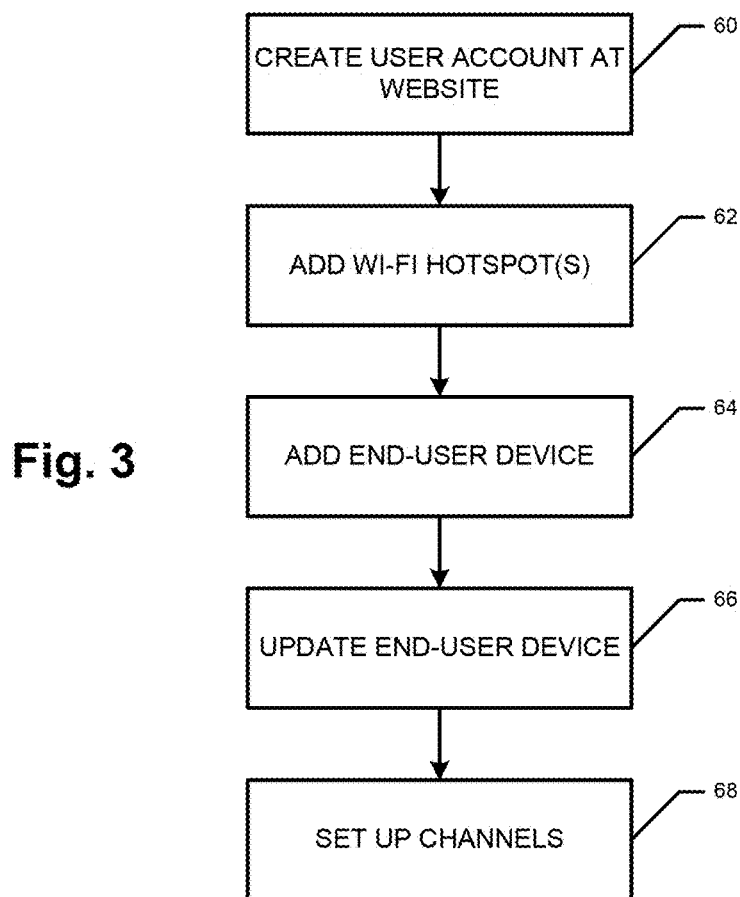 CREATE USER ACCOUNT AT
WEBSITE
60
ADD WI-FI HOTSPOT(S)
62
ADD END-USER DEVICE
64
Fig. 3
UPDATE END-USER DEVICE
66
SET UP CHANNELS
68